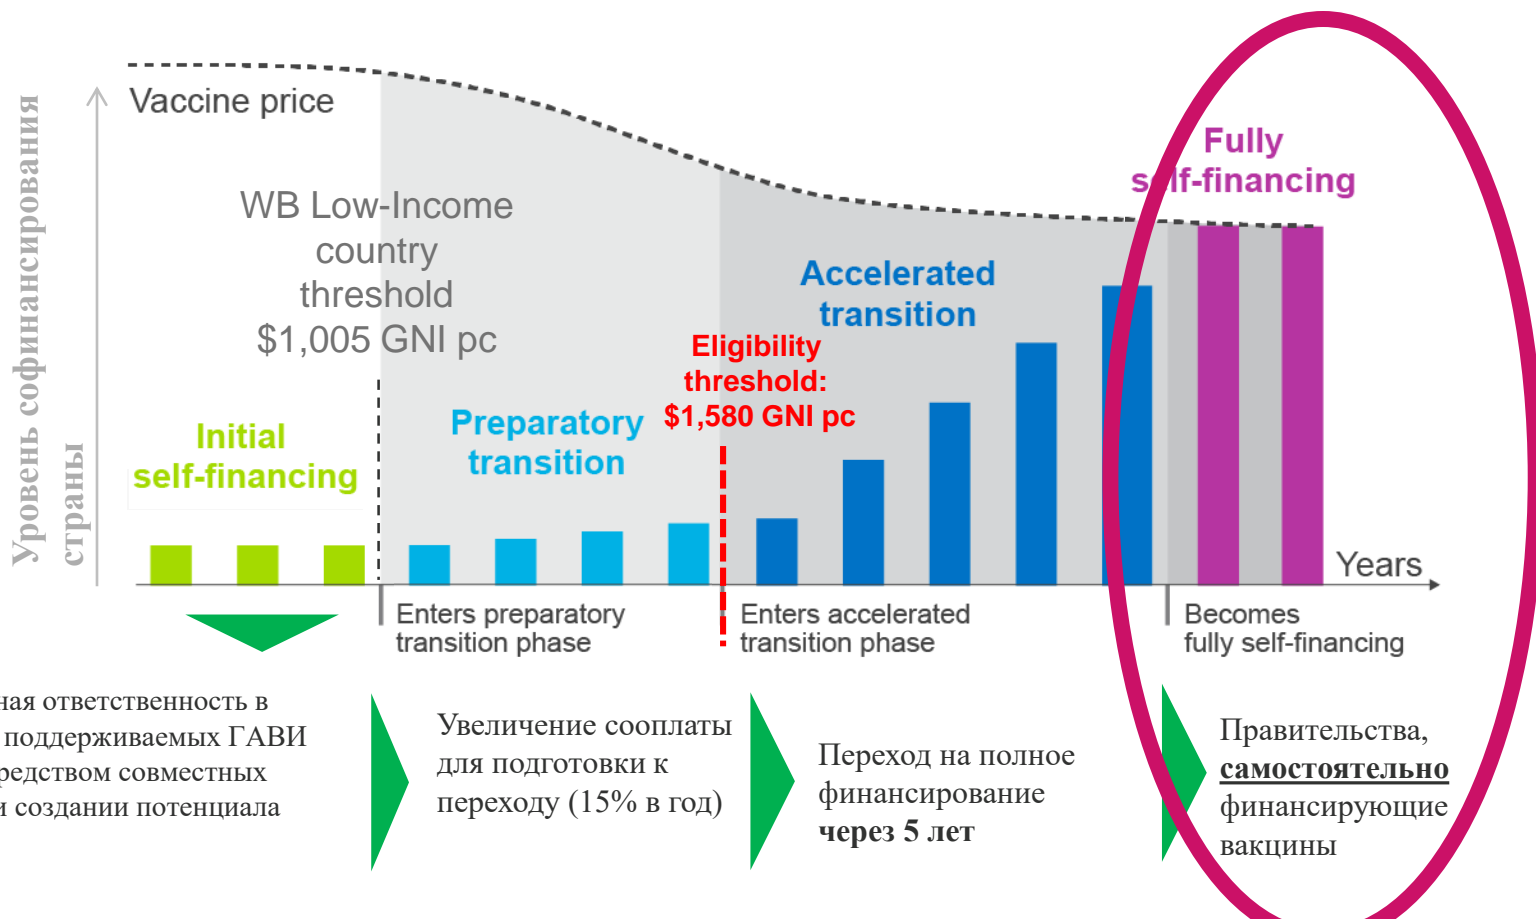 Уровень софинансирования
страны
Vaccine price
WB Low-Income
country
threshold
$1,005 GNI pc
Initial
self-financing
Preparatory
transition
Eligibility
threshold:
$1,580 GNI pc
Accelerated
transition
Fully
self-financing
Years
Enters preparatory
transition phase
Enters accelerated
transition phase
Becomes
fully self-financing
ответственность в
поддерживаемых ГАВИ
совместных
и создании потенциала
Увеличение сооплаты
для подготовки к
переходу (15% в год)
Переход на полное
финансирование
через 5 лет
Правительства,
самостоятельно
финансирующие
вакцины